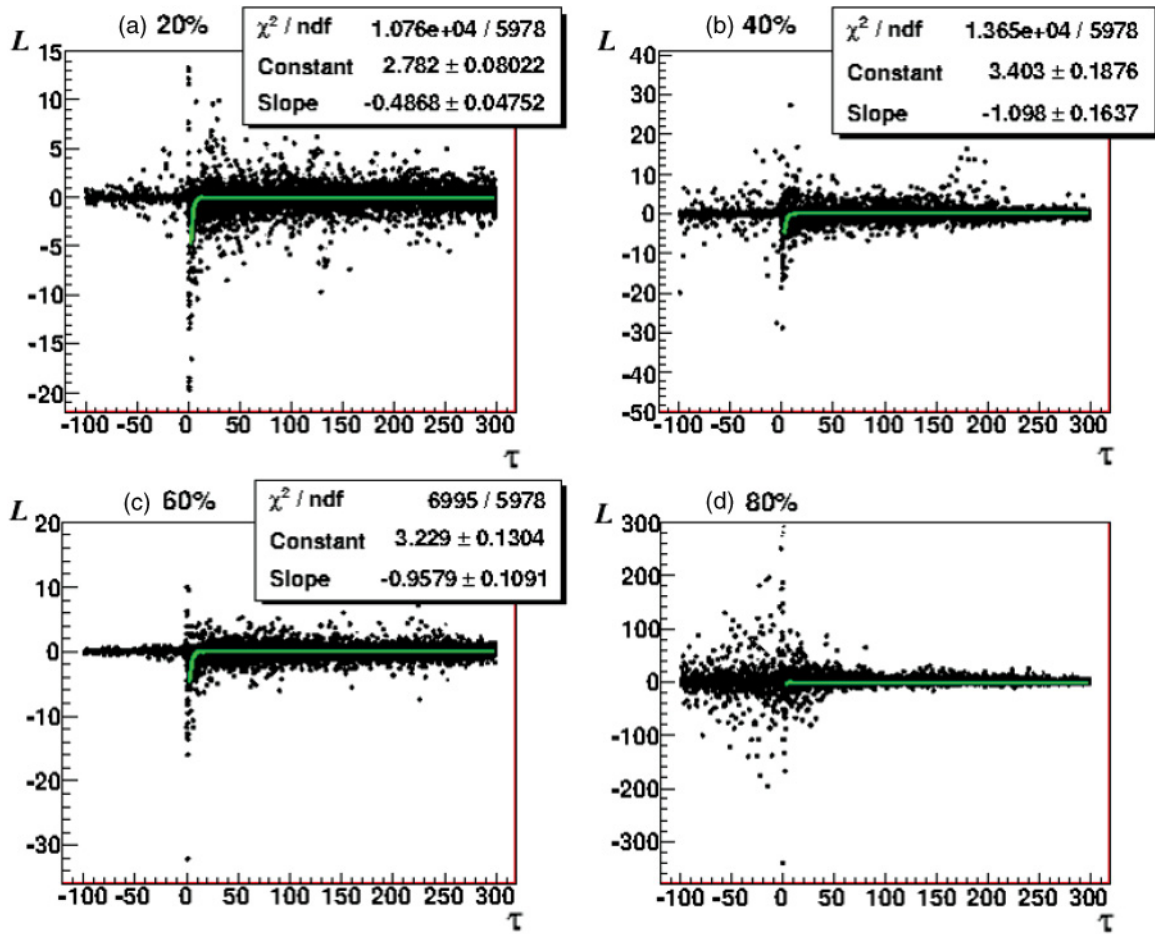 L (a) 20%
χ² / ndf 1.076e+04 / 5978
Constant 2.782 ± 0.08022
Slope -0.4868 ± 0.04752
15
10
5
0
-5
-10
-15
-20
-100 -50 0 50 100 150 200 250 300
τ
L (b) 40%
χ² / ndf 1.365e+04 / 5978
Constant 3.403 ± 0.1876
Slope -1.098 ± 0.1637
40
30
20
10
0
-10
-20
-30
-40
-50
-100 -50 0 50 100 150 200 250 300
τ
L (c) 60%
χ² / ndf 6995 / 5978
Constant 3.229 ± 0.1304
Slope -0.9579 ± 0.1091
20
10
0
-10
-20
-30
-100 -50 0 50 100 150 200 250 300
τ
L (d) 80%
300
200
100
0
-100
-200
-300
-100 -50 0 50 100 150 200 250 300
τ